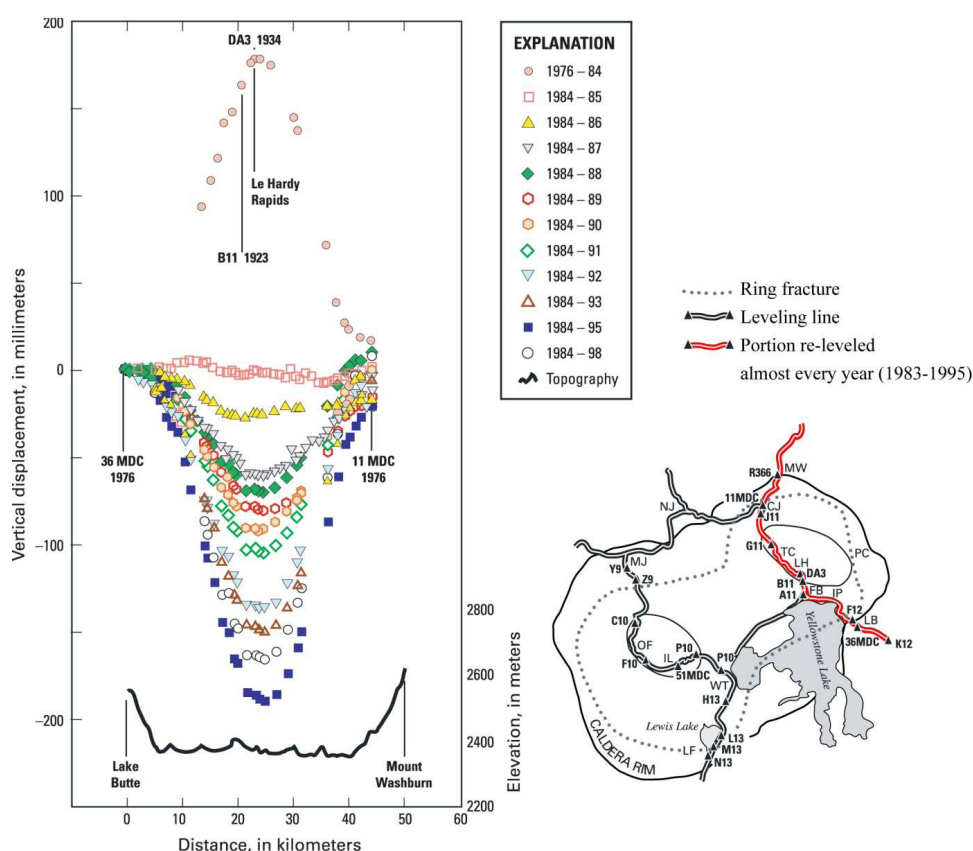 200
100
0
−100
−200
Vertical displacement, in millimeters
DA3 1934
Le Hardy
Rapids
B11 1923
36 MDC
1976
11 MDC
1976
Lake
Butte
Mount
Washburn
2800
2600
2400
2200
Elevation, in meters
0
10
20
30
40
50
60
Distance, in kilometers
EXPLANATION
1976 – 84
1984 – 85
1984 – 86
1984 – 87
1984 – 88
1984 – 89
1984 – 90
1984 – 91
1984 – 92
1984 – 93
1984 – 95
1984 – 98
Topography
Ring fracture
Leveling line
Portion re-leveled
almost every year (1983-1995)
R366
MW
11MDC
CJ
J11
NJ
G11
TC
PC
LH
DA3
MJ
Y9
Z9
B11
A11
FB
IP
F12
LB
36MDC
K12
C10
OF
F10
IL
P10
51MDC
P10
WT
H13
Yellowstone Lake
Lewis Lake
L13
LF
M13
N13
CALDERA RIM